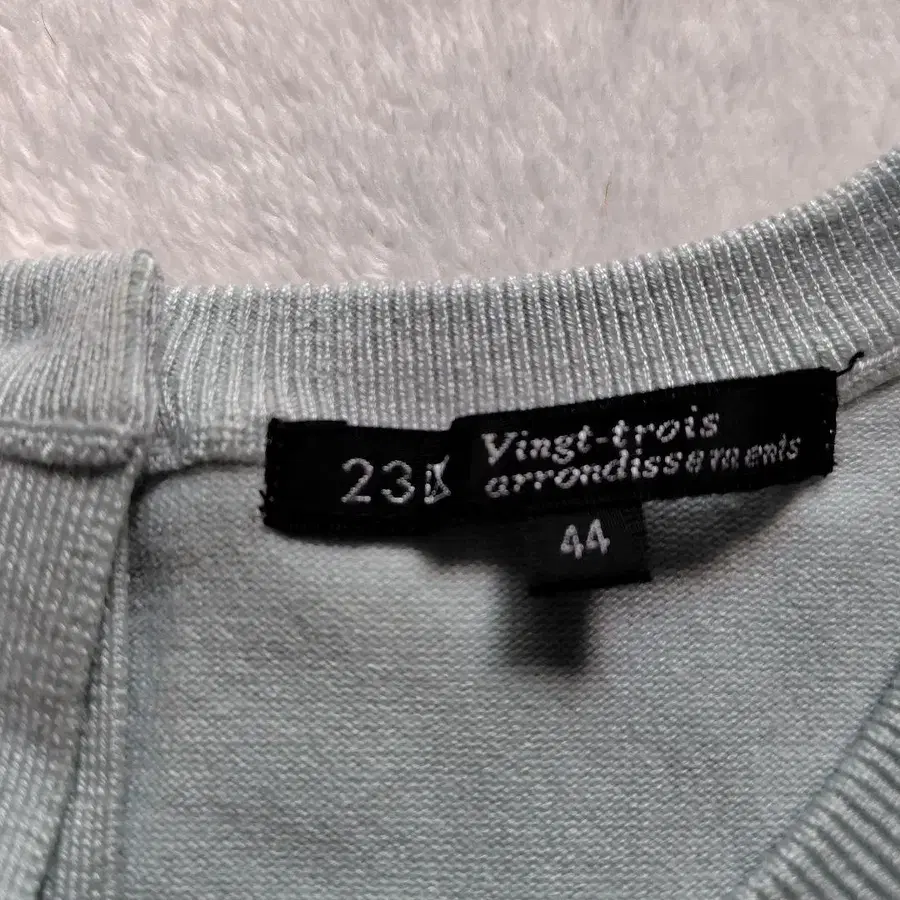 23
Vingt-trois
arrondissements
44